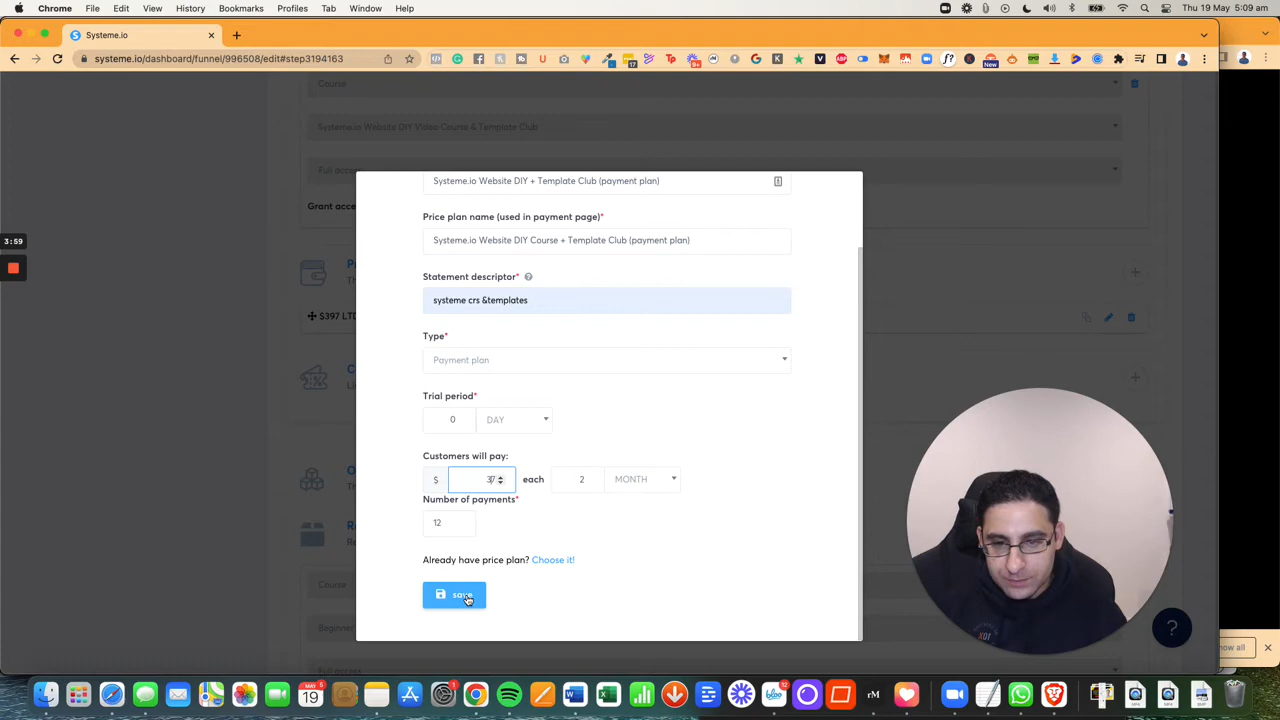 Chrome File Edit View History Bookmarks Profiles Tab Window Help Thu 19 May 5:09 am
Systeme.io
systeme.io/dashboard/funnel/996508/edit#step3194163
Course
Systeme.io Website DIY Video Course & Template Club
Full access
Grant acce
3:59
$397 LTD
Systeme.io Website DIY + Template Club (payment plan)
Price plan name (used in payment page)*
Systeme.io Website DIY Course + Template Club (payment plan)
Statement descriptor*
systeme crs &templates
Type*
Payment plan
Trial period*
0 DAY
Customers will pay:
$ 37 each 2 MONTH
Number of payments*
12
Already have price plan? Choose it!
save
Course
Beginner'
Full access
how all